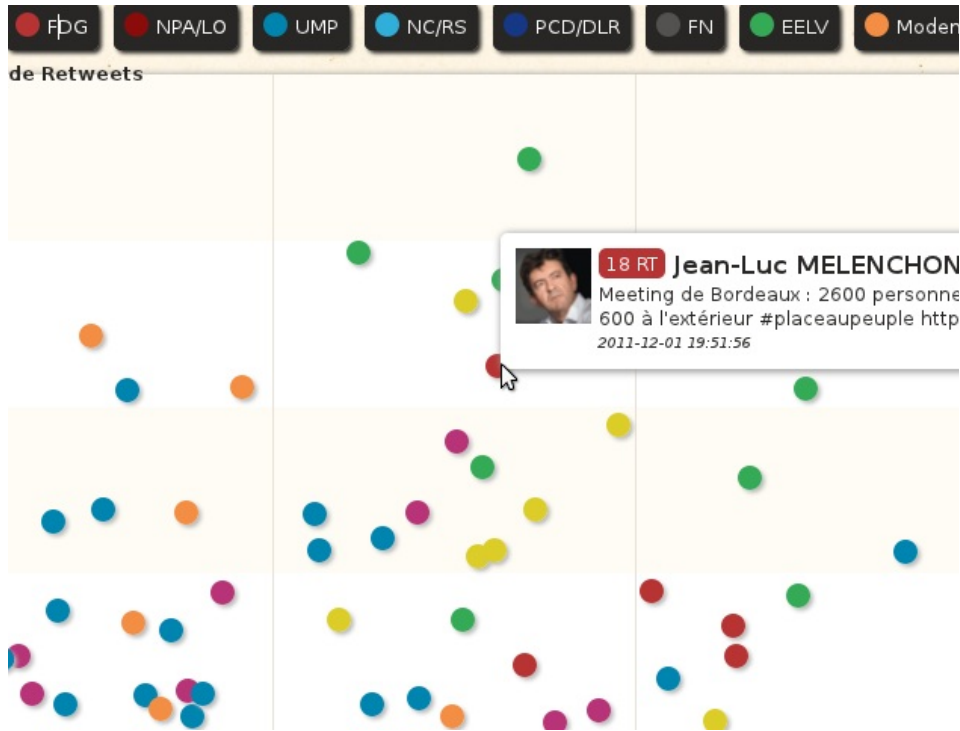 FDG NPA/LO UMP NC/RS PCD/DLR FN EELV Moden
de Retweets
18 RT Jean-Luc MELENCHON
Meeting de Bordeaux : 2600 personne
600 à l'extérieur #placeaupeuple http
2011-12-01 19:51:56